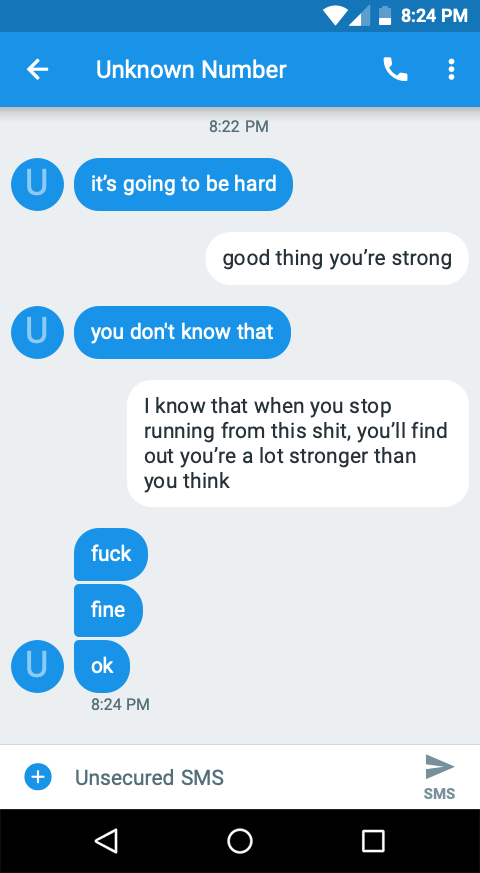 8:24 PM
Unknown Number
8:22 PM
U
it’s going to be hard
good thing you’re strong
U
you don't know that
I know that when you stop
running from this shit, you’ll find
out you’re a lot stronger than
you think
fuck
fine
U
ok
8:24 PM
Unsecured SMS
SMS